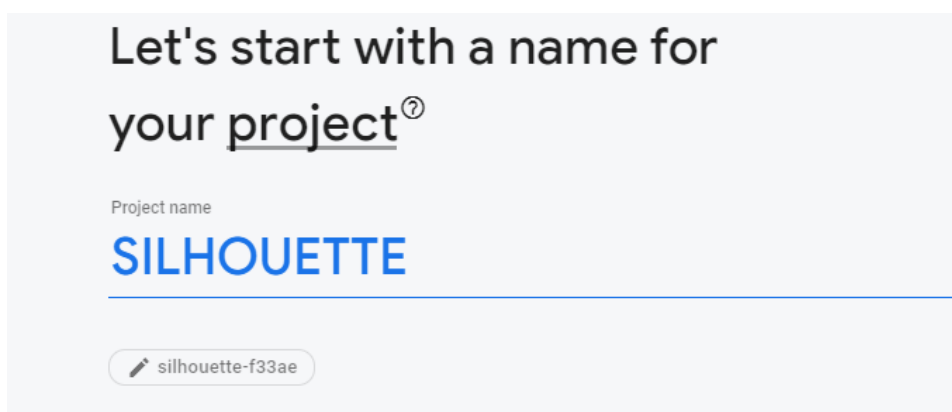 Let's start with a name for
your project
Project name
SILHOUETTE
silhouette-f33ae